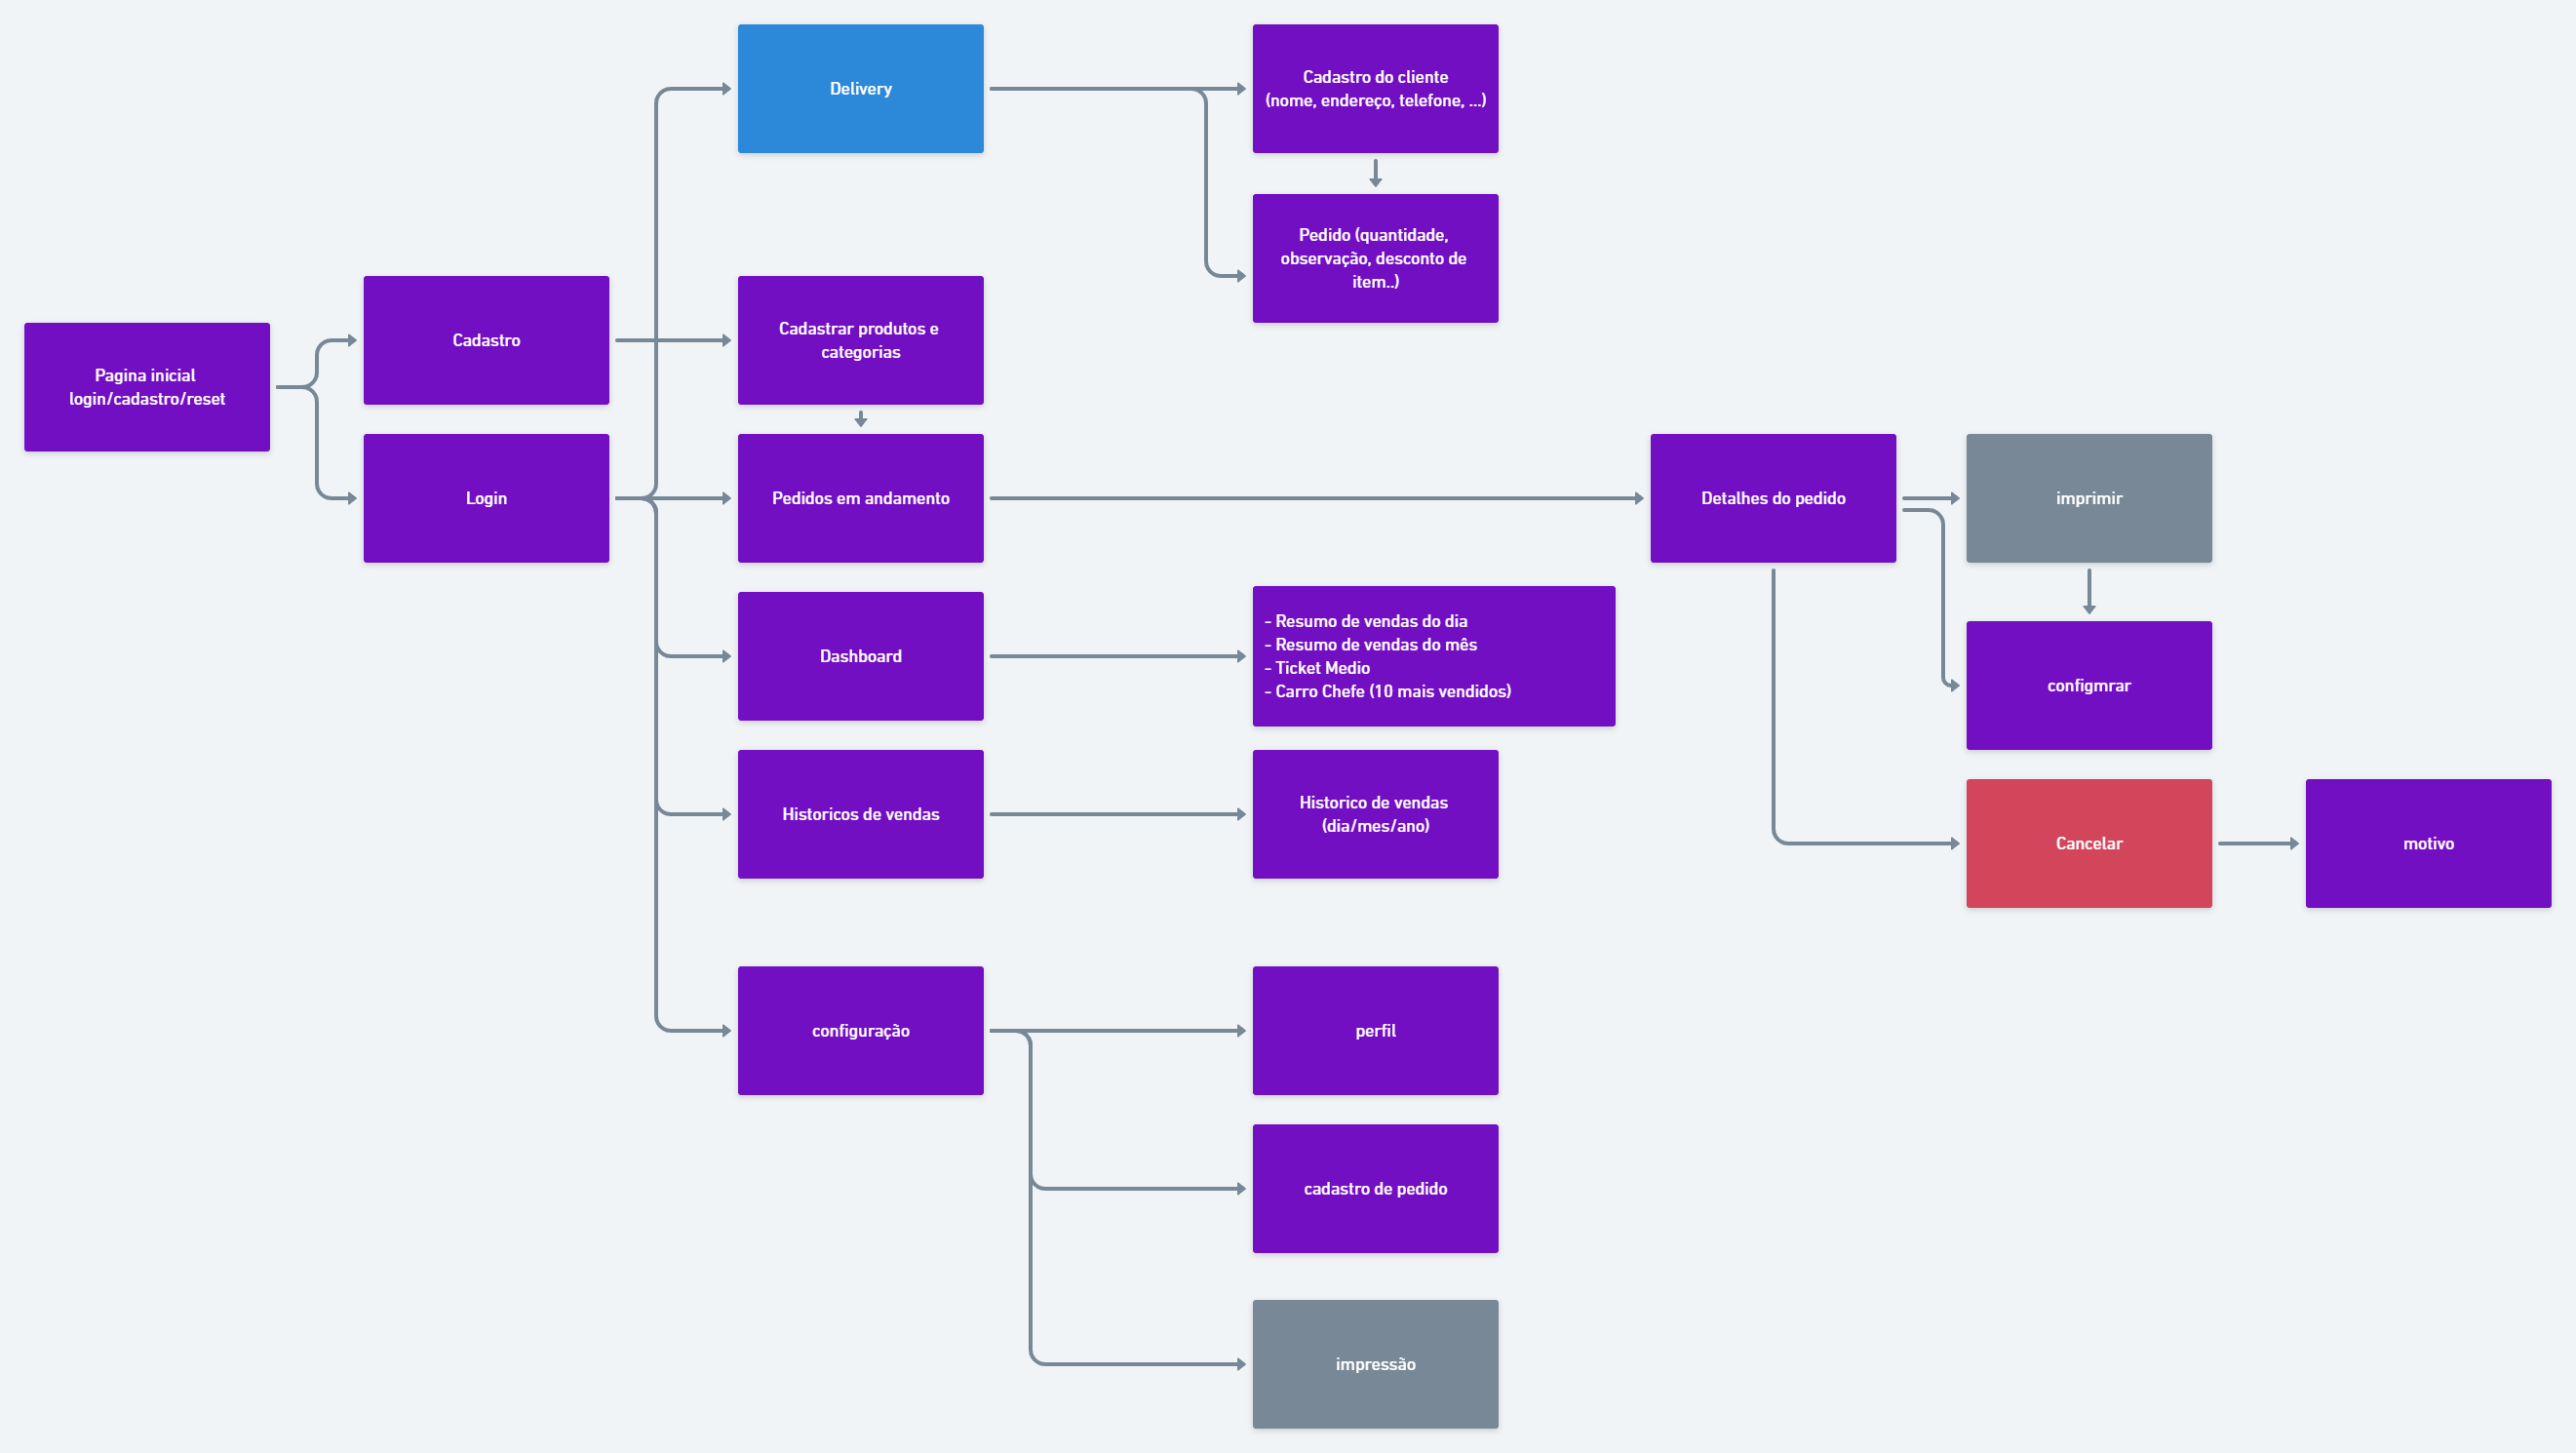 Delivery
Cadastro do cliente
(nome, endereço, telefone, ...)
Pedido (quantidade,
observação, desconto de
item..)
Pagina inicial
login/cadastro/reset
Cadastro
Cadastrar produtos e
categorias
Login
Pedidos em andamento
Detalhes do pedido
imprimir
Dashboard
- Resumo de vendas do dia
- Resumo de vendas do mês
- Ticket Medio
- Carro Chefe (10 mais vendidos)
configmrar
Historicos de vendas
Historico de vendas
(dia/mes/ano)
Cancelar
motivo
configuração
perfil
cadastro de pedido
impressão